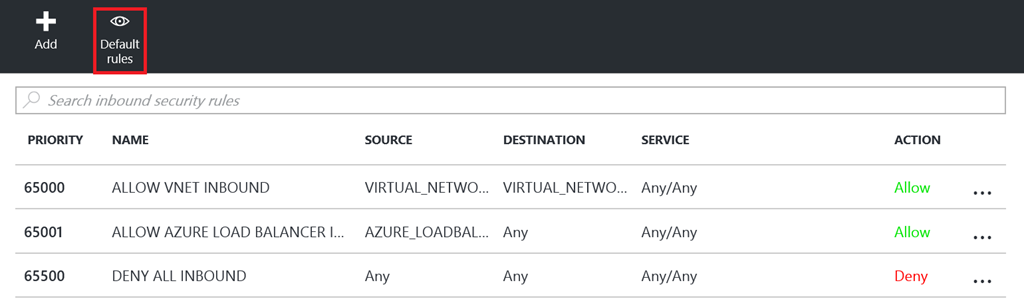 Add
Default
rules
Search inbound security rules
PRIORITY NAME SOURCE DESTINATION SERVICE ACTION
65000 ALLOW VNET INBOUND VIRTUAL_NETWO... VIRTUAL_NETWO... Any/Any Allow ...
65001 ALLOW AZURE LOAD BALANCER I... AZURE_LOADBAL... Any Any/Any Allow ...
65500 DENY ALL INBOUND Any Any Any/Any Deny ...